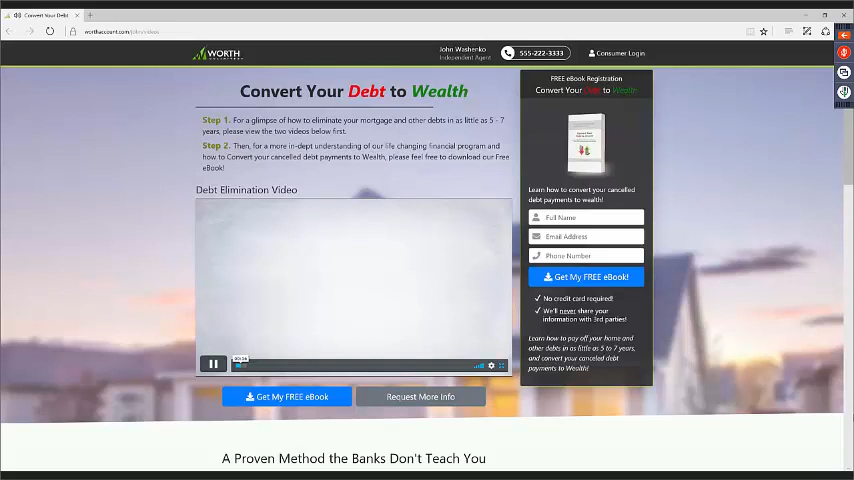 Convert Your Debt
worthaccount.com/john/videos
WORTH
John Washenko
Independent Agent
555-222-3333
Consumer Login
Convert Your Debt to Wealth
Step 1. For a glimpse of how to eliminate your mortgage and other debts in as little as 5 - 7
years, please view the two videos below first.
Step 2. Then, for a more in-depth understanding of our life changing financial program and
how to Convert your cancelled debt payments to Wealth, please feel free to download our Free
eBook!
Debt Elimination Video
Get My FREE eBook
Request More Info
FREE eBook Registration
Convert Your Debt to Wealth
Learn how to convert your cancelled
debt payments to wealth!
Full Name
Email Address
Phone Number
Get My FREE eBook!
No credit card required!
We'll never share your
information with 3rd parties!
Learn how to pay off your home and
other debts in as little as 5 to 7 years,
and convert your canceled debt
payments to Wealth!
A Proven Method the Banks Don't Teach You